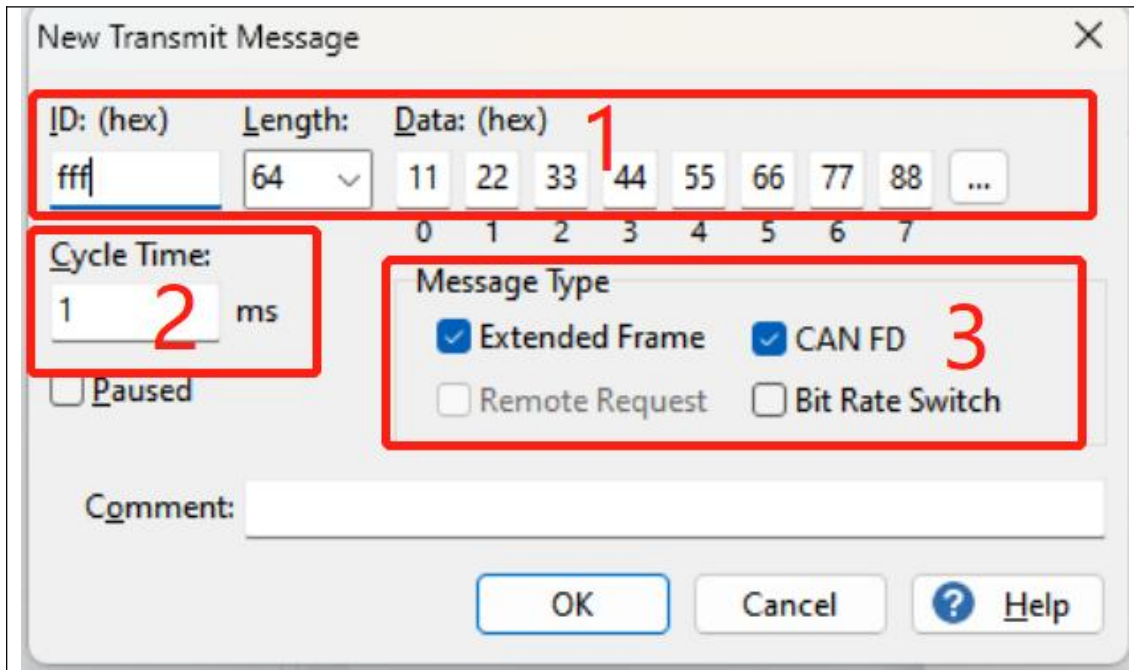 New Transmit Message
ID: (hex) Length: Data: (hex) 1
fff 64 11 22 33 44 55 66 77 88 ...
0 1 2 3 4 5 6 7
Cycle Time:
1 ms 2
Message Type
Extended Frame CAN FD 3
Paused Remote Request Bit Rate Switch
Comment:
OK Cancel ? Help